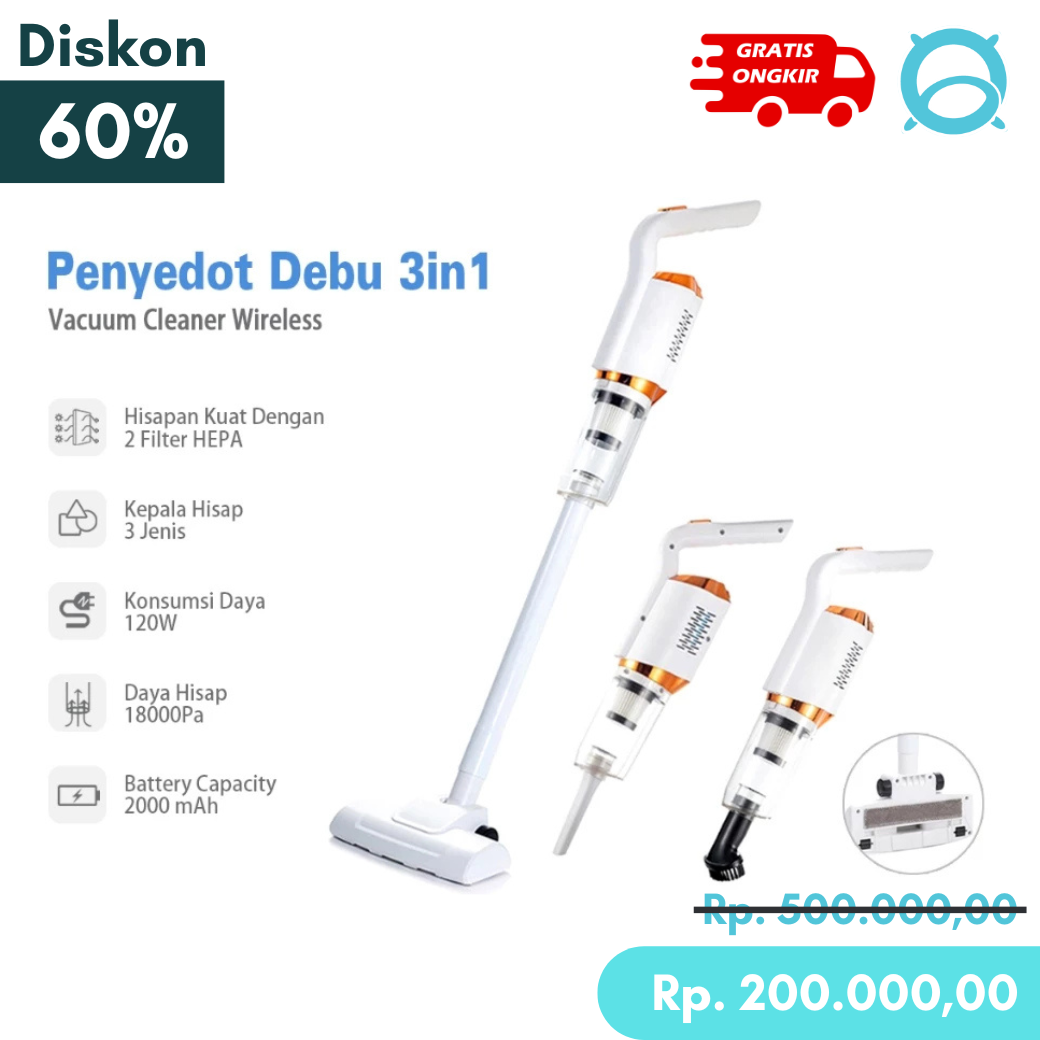 Diskon
60%
GRATIS
ONGKIR
Penyedot Debu 3in1
Vacuum Cleaner Wireless
Hisapan Kuat Dengan
2 Filter HEPA
Kepala Hisap
3 Jenis
Konsumsi Daya
120W
Daya Hisap
18000Pa
Battery Capacity
2000 mAh
Rp. 500.000,00
Rp. 200.000,00